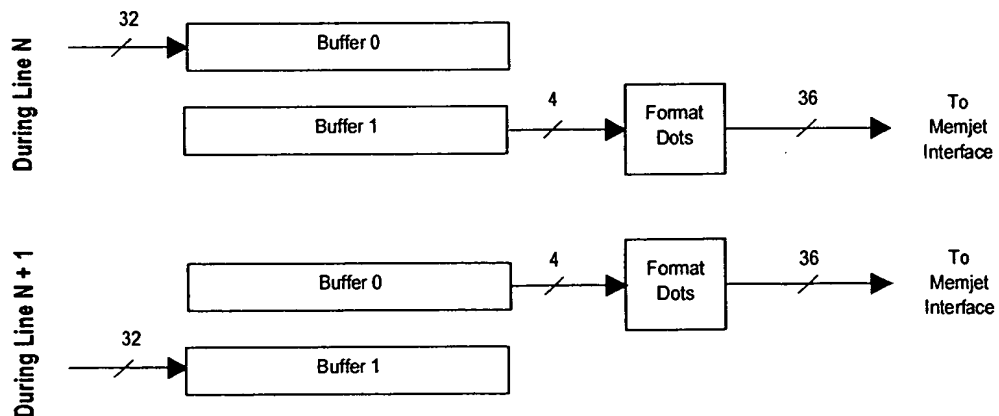 During Line N
32
Buffer 0
Buffer 1
4
Format
Dots
36
To
Memjet
Interface
During Line N + 1
Buffer 0
4
Format
Dots
36
To
Memjet
Interface
32
Buffer 1